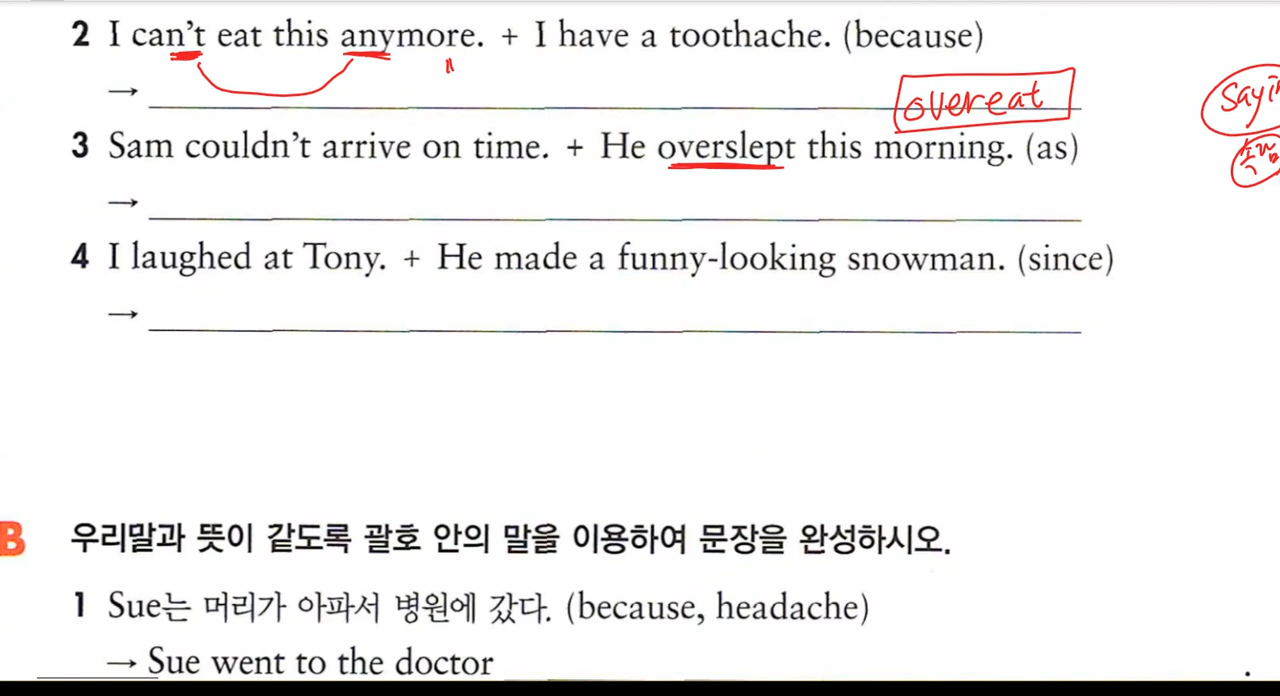 2 I can't eat this anymore. + I have a toothache. (because)
→
overeat
3 Sam couldn't arrive on time. + He overslept this morning. (as)
→
4 I laughed at Tony. + He made a funny-looking snowman. (since)
→
B 우리말과 뜻이 같도록 괄호 안의 말을 이용하여 문장을 완성하시오.
1 Sue는 머리가 아파서 병원에 갔다. (because, headache)
→ Sue went to the doctor .